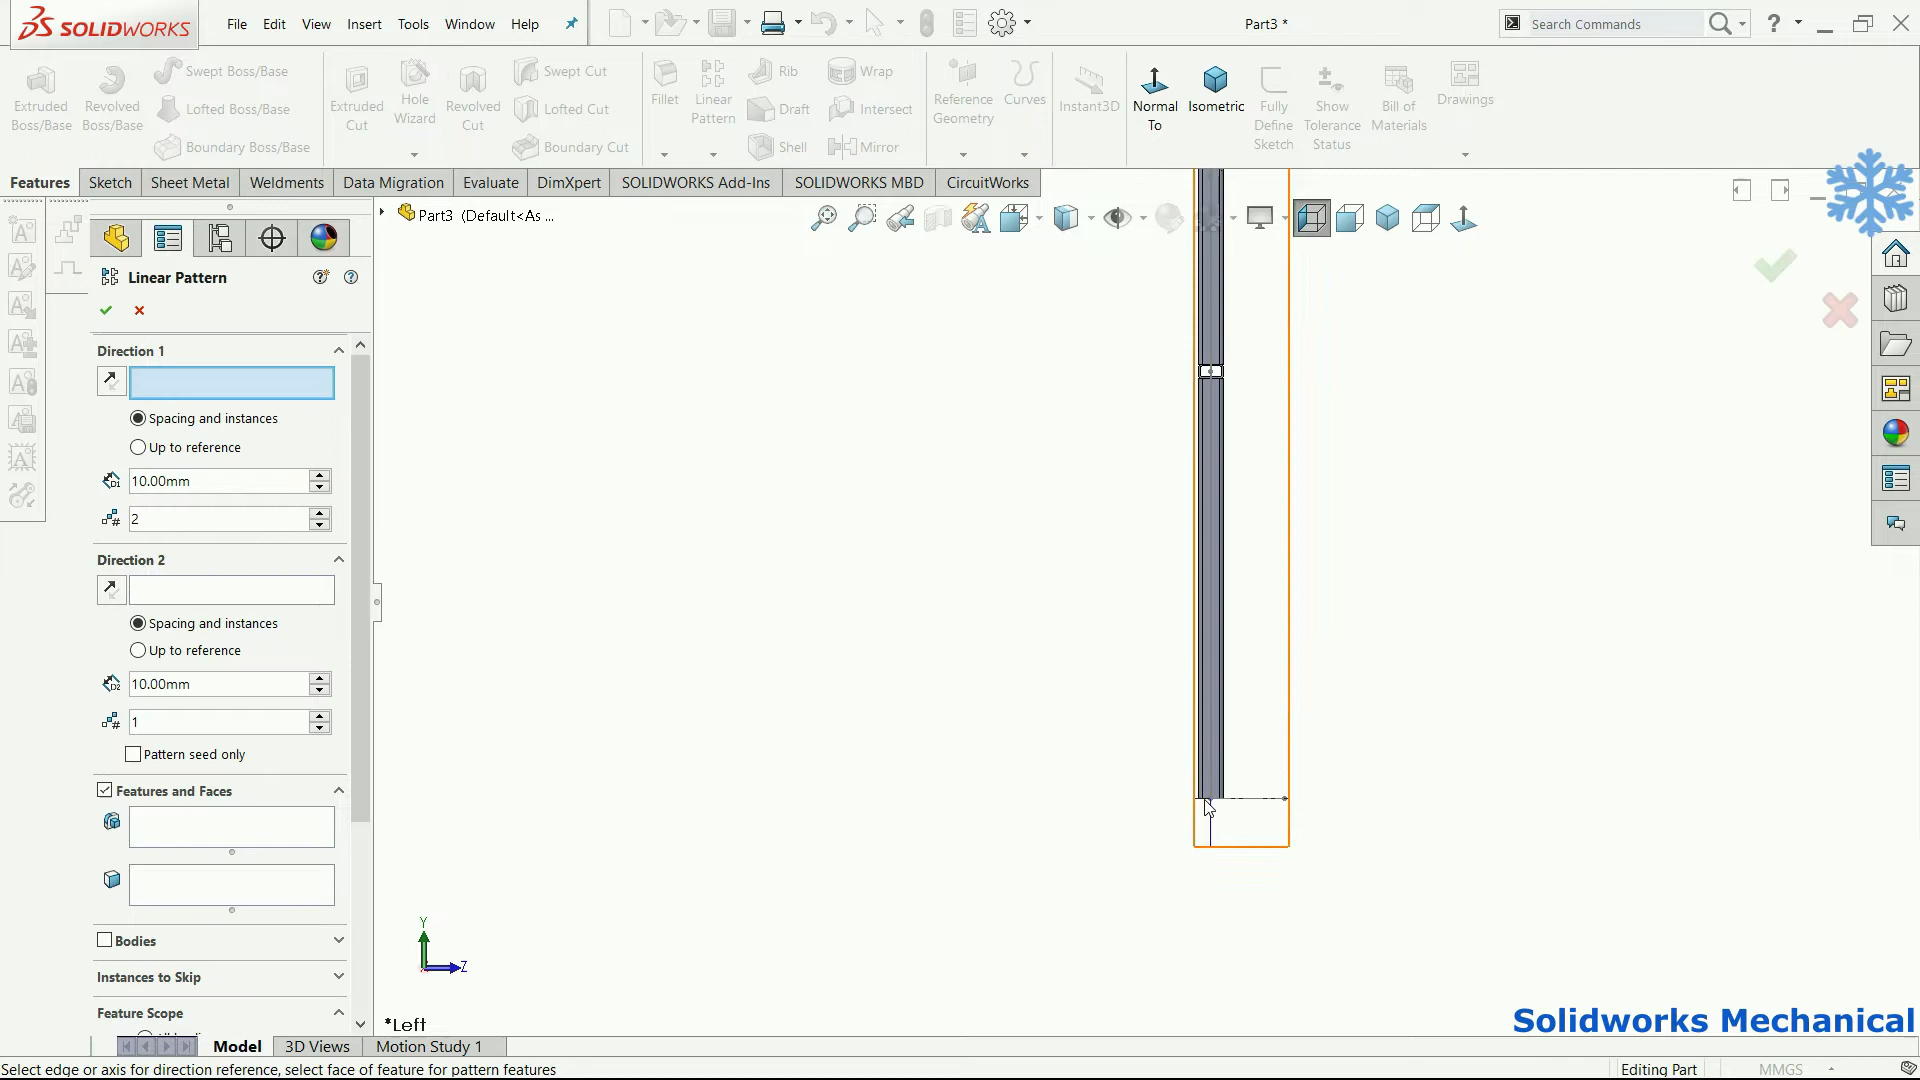 SOLIDWORKS File Edit View Insert Tools Window Help Part3 * Search Commands ?
Extruded Boss/Base
Revolved Boss/Base
Swept Boss/Base
Lofted Boss/Base
Boundary Boss/Base
Extruded Cut
Hole Wizard
Revolved Cut
Swept Cut
Lofted Cut
Boundary Cut
Fillet
Linear Pattern
Rib
Draft
Shell
Wrap
Intersect
Mirror
Reference Geometry
Curves
Instant3D
Normal To
Isometric
Fully Define Sketch
Show Tolerance Status
Bill of Materials
Drawings
Features Sketch Sheet Metal Weldments Data Migration Evaluate DimXpert SOLIDWORKS Add-Ins SOLIDWORKS MBD CircuitWorks
Part3 (Default<As ...
Linear Pattern
Direction 1
Spacing and instances
Up to reference
D1 10.00mm
# 2
Direction 2
Spacing and instances
Up to reference
D2 10.00mm
# 1
Pattern seed only
Features and Faces
Bodies
Instances to Skip
Feature Scope
Y
Z
*Left
Solidworks Mechanical
Model 3D Views Motion Study 1
Select edge or axis for direction reference, select face of feature for pattern features Editing Part MMGS